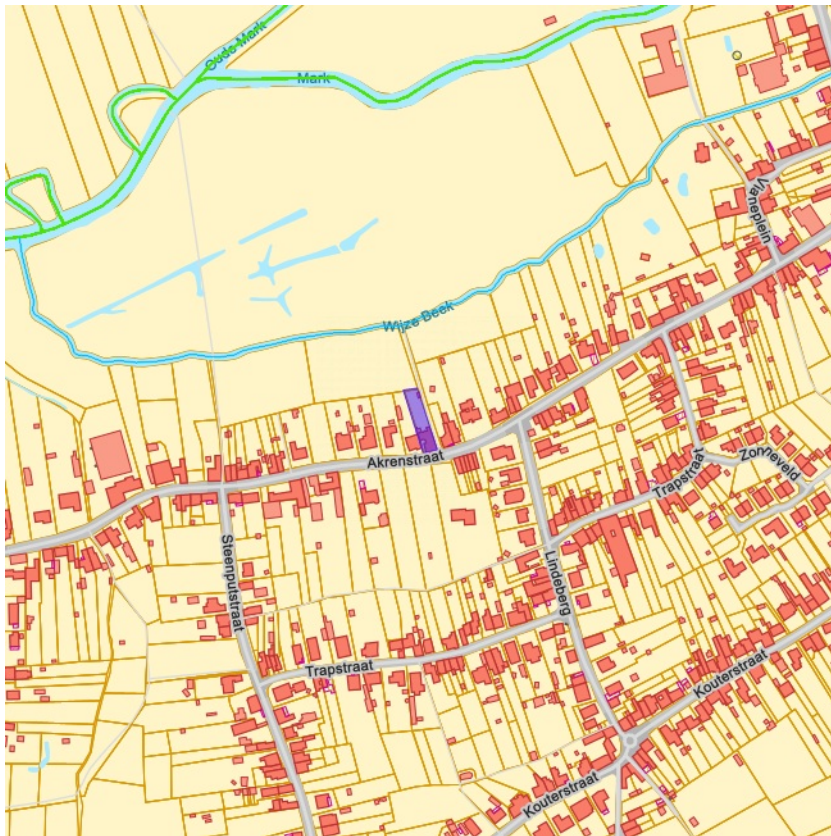 Oude Mark
Mark
Vianeplein
Wijze Beek
Akrenstraat
Zonneveld
Trapstraat
Steenputstraat
Lindeberg
Trapstraat
Kouterstraat
Kouterstraat